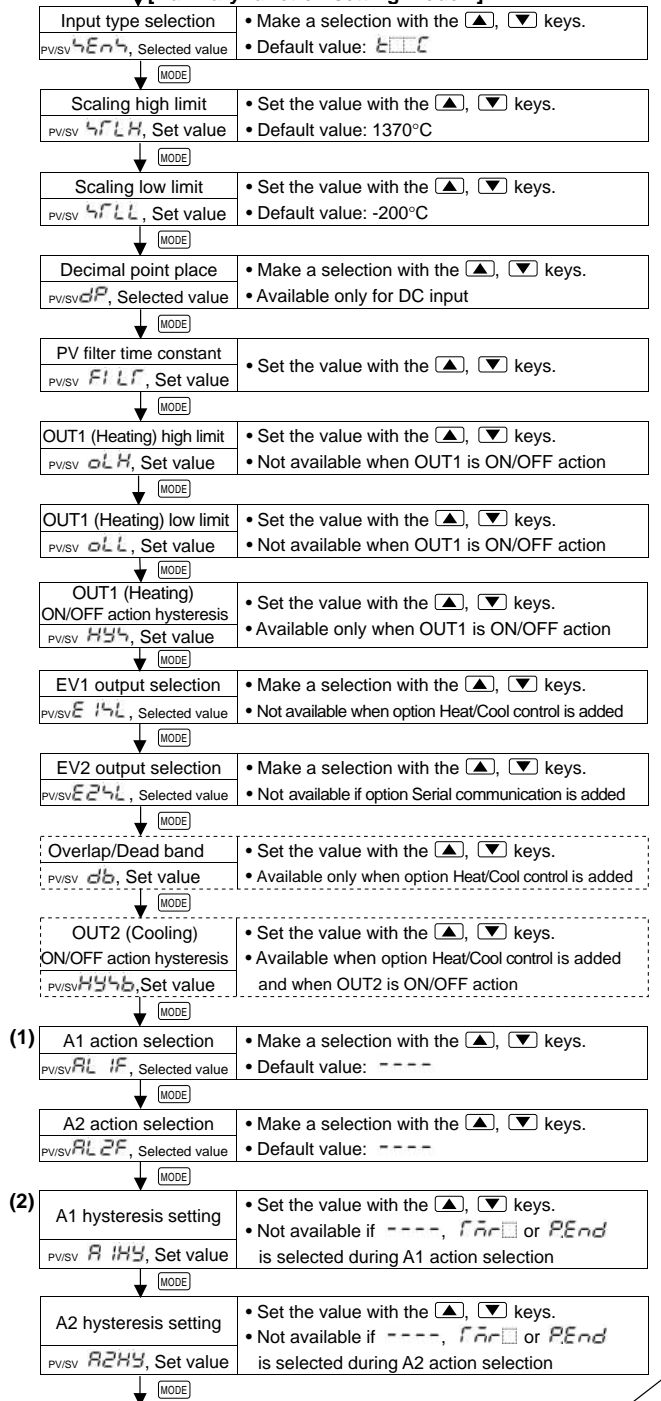 Input type selection
• Make a selection with the ▲, ▼ keys.
PV/SV SEnS, Selected value
• Default value: E□□C
MODE
Scaling high limit
• Set the value with the ▲, ▼ keys.
PV/SV SFLH, Set value
• Default value: 1370°C
MODE
Scaling low limit
• Set the value with the ▲, ▼ keys.
PV/SV SFLL, Set value
• Default value: -200°C
MODE
Decimal point place
• Make a selection with the ▲, ▼ keys.
PV/SV dP, Selected value
• Available only for DC input
MODE
PV filter time constant
• Set the value with the ▲, ▼ keys.
PV/SV FILT, Set value
MODE
OUT1 (Heating) high limit
• Set the value with the ▲, ▼ keys.
PV/SV oLH, Set value
• Not available when OUT1 is ON/OFF action
MODE
OUT1 (Heating) low limit
• Set the value with the ▲, ▼ keys.
PV/SV oLL, Set value
• Not available when OUT1 is ON/OFF action
MODE
OUT1 (Heating)
ON/OFF action hysteresis
• Set the value with the ▲, ▼ keys.
PV/SV HYS, Set value
• Available only when OUT1 is ON/OFF action
MODE
EV1 output selection
• Make a selection with the ▲, ▼ keys.
PV/SV E1SL, Selected value
• Not available when option Heat/Cool control is added
MODE
EV2 output selection
• Make a selection with the ▲, ▼ keys.
PV/SV E2SL, Selected value
• Not available if option Serial communication is added
MODE
Overlap/Dead band
• Set the value with the ▲, ▼ keys.
PV/SV db, Set value
• Available only when option Heat/Cool control is added
MODE
OUT2 (Cooling)
ON/OFF action hysteresis
• Set the value with the ▲, ▼ keys.
• Available when option Heat/Cool control is added
PV/SV HYSb, Set value
and when OUT2 is ON/OFF action
MODE
(1)
A1 action selection
• Make a selection with the ▲, ▼ keys.
PV/SV AL1F, Selected value
• Default value: ----
MODE
A2 action selection
• Make a selection with the ▲, ▼ keys.
PV/SV AL2F, Selected value
• Default value: ----
MODE
(2)
A1 hysteresis setting
• Set the value with the ▲, ▼ keys.
• Not available if ----, Tmr□ or P.End
PV/SV A1HY, Set value
is selected during A1 action selection
MODE
A2 hysteresis setting
• Set the value with the ▲, ▼ keys.
• Not available if ----, Tmr□ or P.End
PV/SV A2HY, Set value
is selected during A2 action selection
MODE